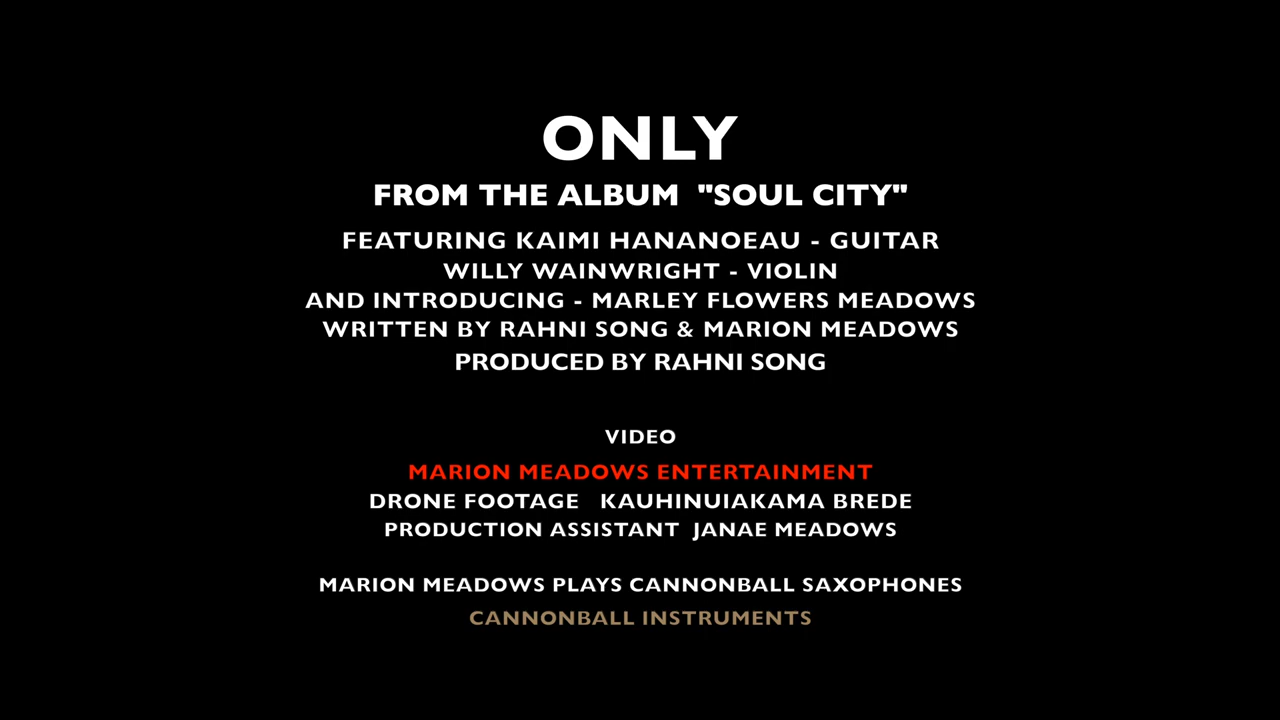 ONLY
FROM THE ALBUM "SOUL CITY"
FEATURING KAIMI HANANOEAU - GUITAR
WILLY WAINWRIGHT - VIOLIN
AND INTRODUCING - MARLEY FLOWERS MEADOWS
WRITTEN BY RAHNI SONG & MARION MEADOWS
PRODUCED BY RAHNI SONG
VIDEO
MARION MEADOWS ENTERTAINMENT
DRONE FOOTAGE KAUHINUIAKAMA BREDE
PRODUCTION ASSISTANT JANAE MEADOWS
MARION MEADOWS PLAYS CANNONBALL SAXOPHONES
CANNONBALL INSTRUMENTS